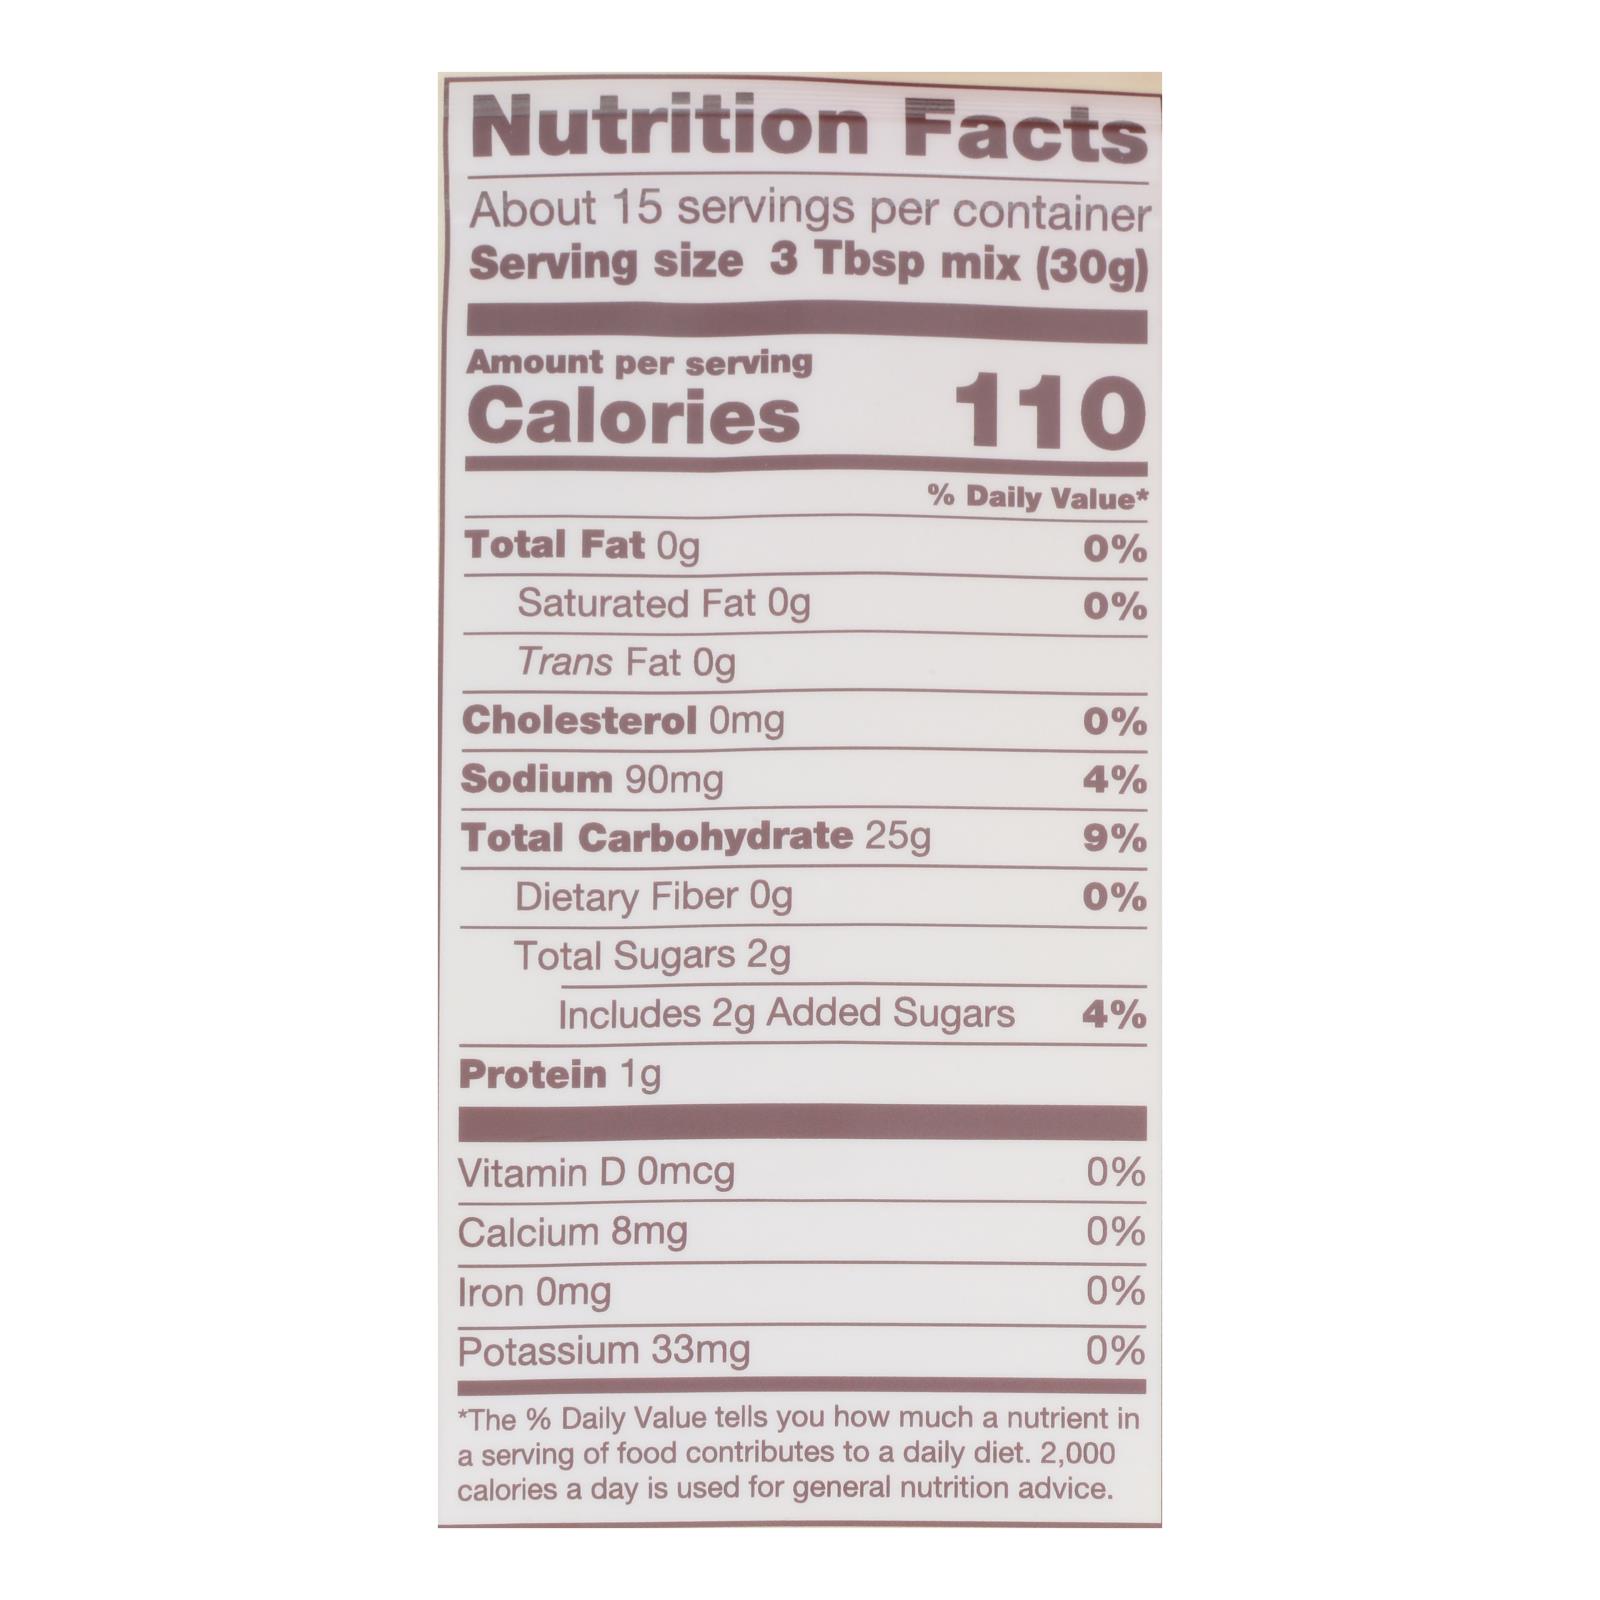 Nutrition Facts
About 15 servings per container
Serving size 3 Tbsp mix (30g)
Amount per serving
Calories 110
% Daily Value*
Total Fat 0g 0%
Saturated Fat 0g 0%
Trans Fat 0g
Cholesterol 0mg 0%
Sodium 90mg 4%
Total Carbohydrate 25g 9%
Dietary Fiber 0g 0%
Total Sugars 2g
Includes 2g Added Sugars 4%
Protein 1g
Vitamin D 0mcg 0%
Calcium 8mg 0%
Iron 0mg 0%
Potassium 33mg 0%
*The % Daily Value tells you how much a nutrient in
a serving of food contributes to a daily diet. 2,000
calories a day is used for general nutrition advice.